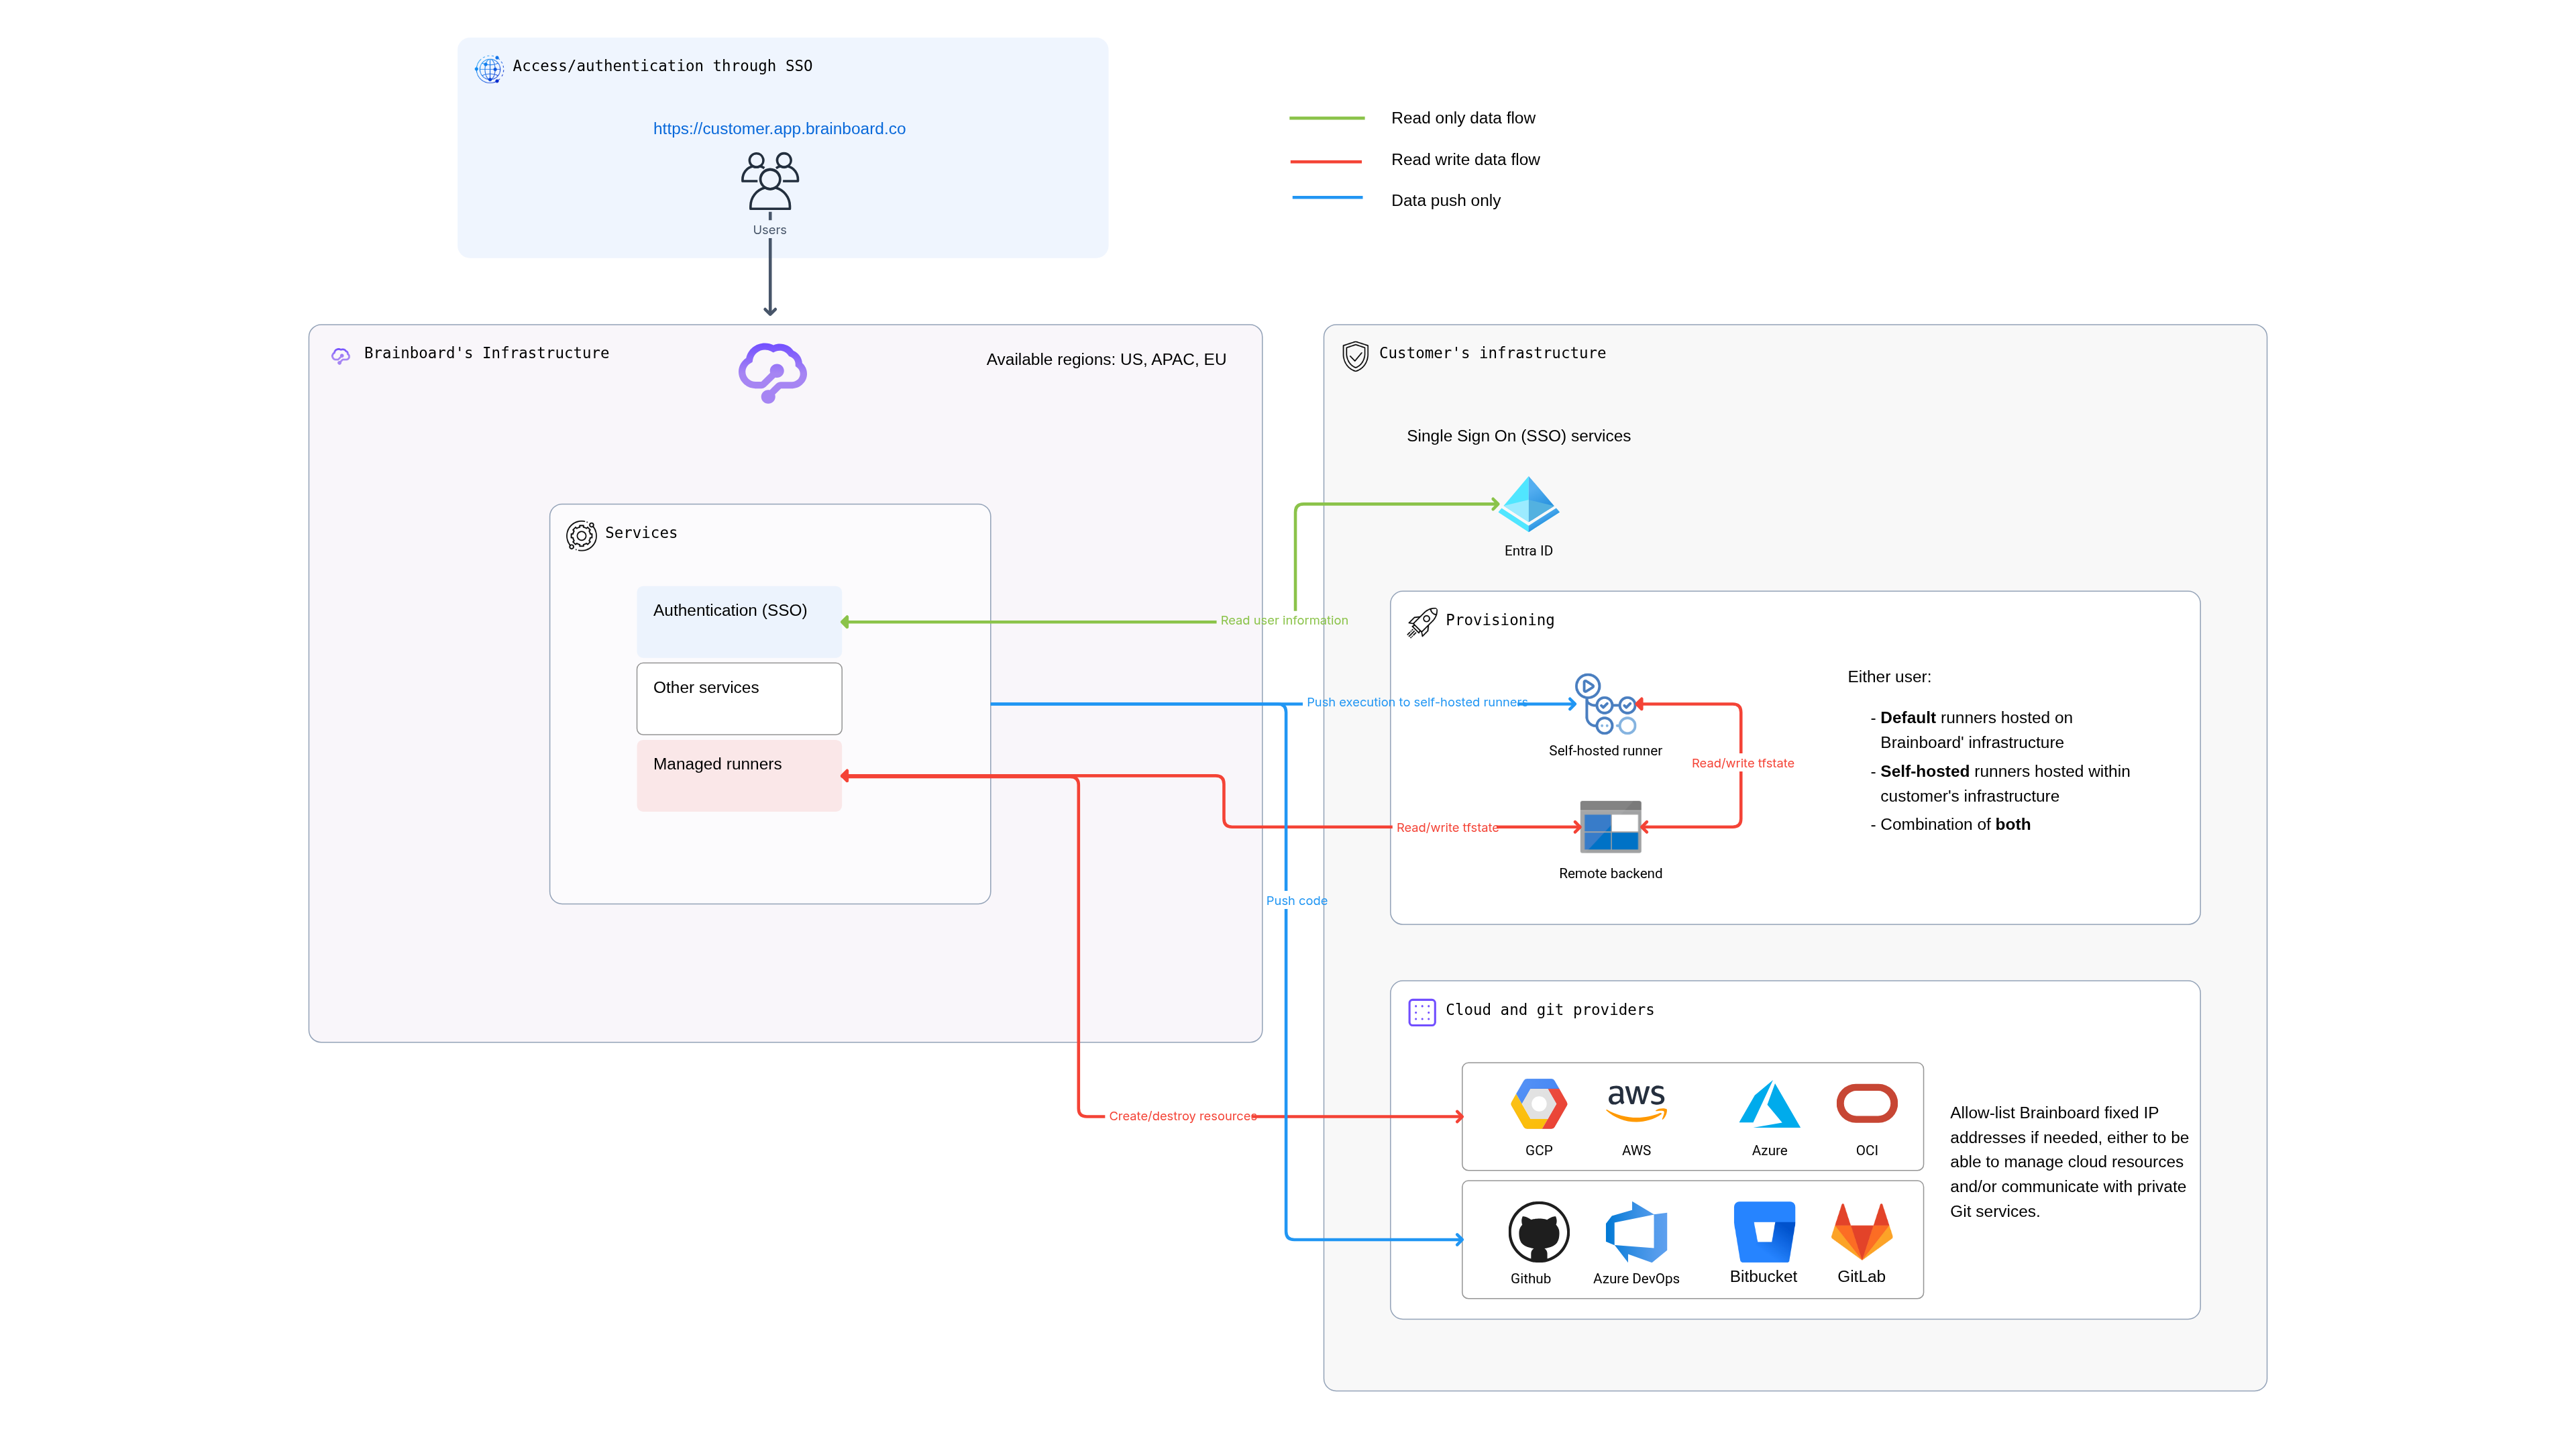 Access/authentication through SSO
https://customer.app.brainboard.co
Users
Read only data flow
Read write data flow
Data push only
Brainboard's Infrastructure
Available regions: US, APAC, EU
Services
Authentication (SSO)
Other services
Managed runners
Read user information
Push execution to self-hosted runners
Read/write tfstate
Push code
Create/destroy resources
Customer's infrastructure
Single Sign On (SSO) services
Entra ID
Provisioning
Self-hosted runner
Read/write tfstate
Remote backend
Either user:
- Default runners hosted on
Brainboard' infrastructure
- Self-hosted runners hosted within
customer's infrastructure
- Combination of both
Cloud and git providers
aws
GCP
AWS
Azure
OCI
Github
Azure DevOps
Bitbucket
GitLab
Allow-list Brainboard fixed IP
addresses if needed, either to be
able to manage cloud resources
and/or communicate with private
Git services.